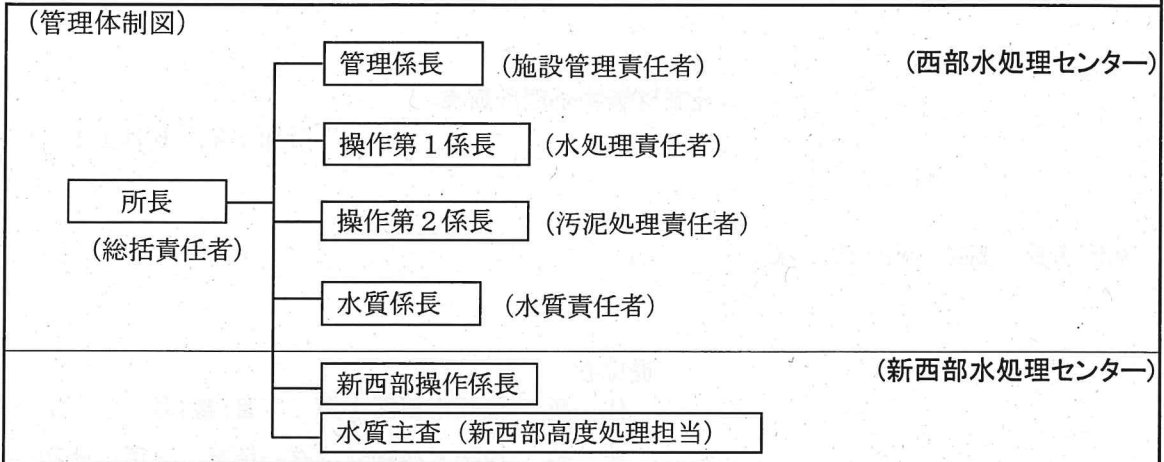 (管理体制図)
管理係長 (施設管理責任者) (西部水処理センター)
操作第1係長 (水処理責任者)
所長
操作第2係長 (汚泥処理責任者)
(総括責任者)
水質係長 (水質責任者)
新西部操作係長 (新西部水処理センター)
水質主査 (新西部高度処理担当)